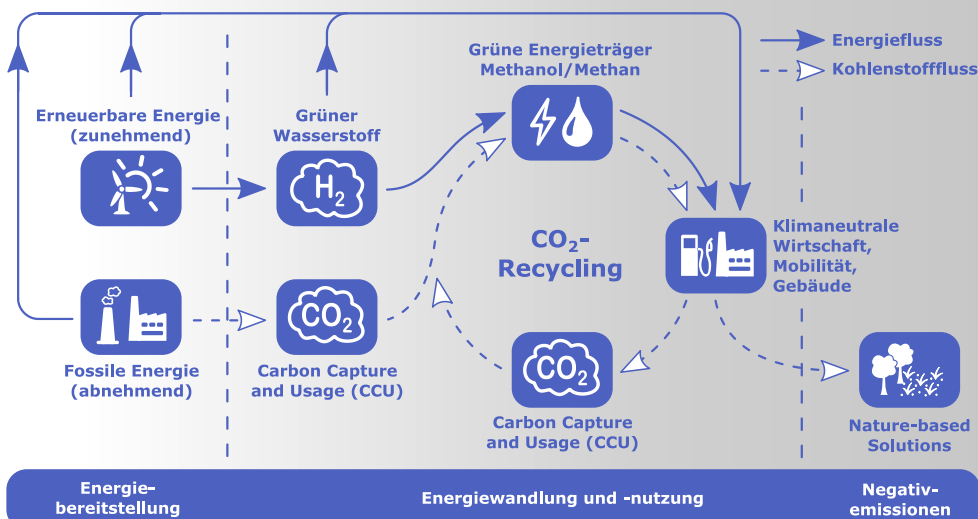 Grüne Energieträger
Methanol/Methan
Energiefluss
Kohlenstofffluss
Erneuerbare Energie
(zunehmend)
Grüner
Wasserstoff
H2
CO2-
Recycling
Klimaneutrale
Wirtschaft,
Mobilität,
Gebäude
CO2
CO2
Fossile Energie
(abnehmend)
Carbon Capture
and Usage (CCU)
Carbon Capture
and Usage (CCU)
Nature-based
Solutions
Energie-
bereitstellung
Energiewandlung und -nutzung
Negativ-
emissionen